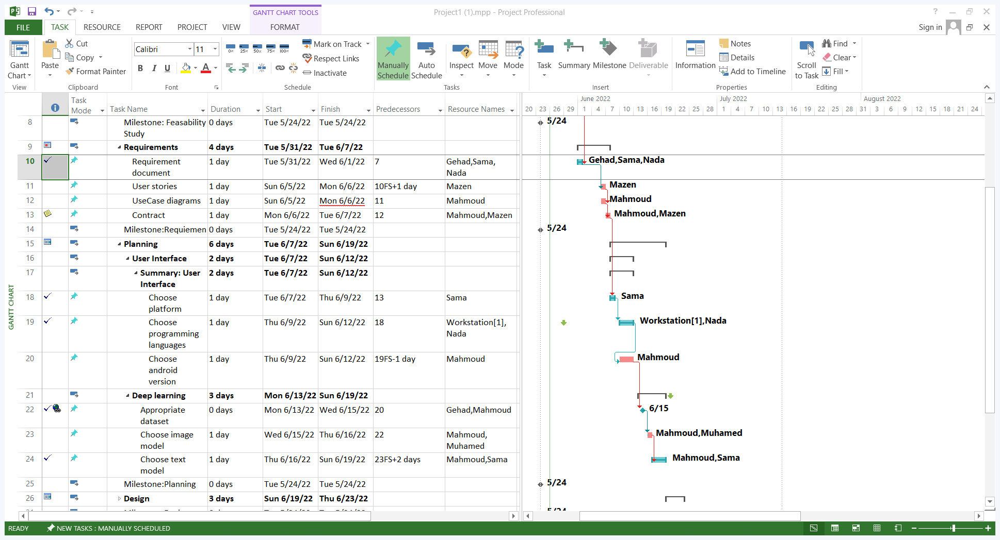 GANTT CHART TOOLS
Project1 (1).mpp - Project Professional
FILE TASK RESOURCE REPORT PROJECT VIEW FORMAT
Sign in
Gantt Chart
View
Paste
Cut
Copy
Format Painter
Clipboard
Calibri 11
B I U A
Font
0% 25% 50% 75% 100%
Mark on Track
Respect Links
Inactivate
Schedule
Manually Schedule
Auto Schedule
Inspect
Move
Mode
Tasks
Task
Summary
Milestone
Deliverable
Insert
Information
Notes
Details
Add to Timeline
Properties
Scroll to Task
Find
Clear
Fill
Editing
GANTT CHART
Task Mode Task Name Duration Start Finish Predecessors Resource Names
8 Milestone: Feasability Study 0 days Tue 5/24/22 Tue 5/24/22
9 Requirements 4 days Tue 5/31/22 Tue 6/7/22
10 Requirement document 1 day Tue 5/31/22 Wed 6/1/22 7 Gehad,Sama, Nada
11 User stories 1 day Sun 6/5/22 Mon 6/6/22 10FS+1 day Mazen
12 UseCase diagrams 1 day Sun 6/5/22 Mon 6/6/22 11 Mahmoud
13 Contract 1 day Mon 6/6/22 Tue 6/7/22 12 Mahmoud,Mazen
14 Milestone:Requiemen 0 days Tue 5/24/22 Tue 5/24/22
15 Planning 6 days Tue 6/7/22 Sun 6/19/22
16 User Interface 2 days Tue 6/7/22 Sun 6/12/22
17 Summary: User Interface 2 days Tue 6/7/22 Sun 6/12/22
18 Choose platform 1 day Tue 6/7/22 Thu 6/9/22 13 Sama
19 Choose programming languages 1 day Thu 6/9/22 Sun 6/12/22 18 Workstation[1], Nada
20 Choose android version 1 day Thu 6/9/22 Sun 6/12/22 19FS-1 day Mahmoud
21 Deep learning 3 days Mon 6/13/22 Sun 6/19/22
22 Appropriate dataset 0 days Mon 6/13/22 Wed 6/15/22 20 Gehad,Mahmoud
23 Choose image model 1 day Wed 6/15/22 Thu 6/16/22 22 Mahmoud, Muhamed
24 Choose text model 1 day Thu 6/16/22 Sun 6/19/22 23FS+2 days Mahmoud,Sama
25 Milestone:Planning 0 days Tue 5/24/22 Tue 5/24/22
26 Design 3 days Sun 6/19/22 Thu 6/23/22
June 2022 July 2022 August 2022
20 23 26 29 1 4 7 10 13 16 19 22 25 28 1 4 7 10 13 16 19 22 25 28 31 3 6 9 12 15 18 21 24
5/24
Gehad,Sama,Nada
Mazen
Mahmoud
Mahmoud,Mazen
5/24
Sama
Workstation[1],Nada
Mahmoud
6/15
Mahmoud,Muhamed
Mahmoud,Sama
5/24
READY NEW TASKS : MANUALLY SCHEDULED